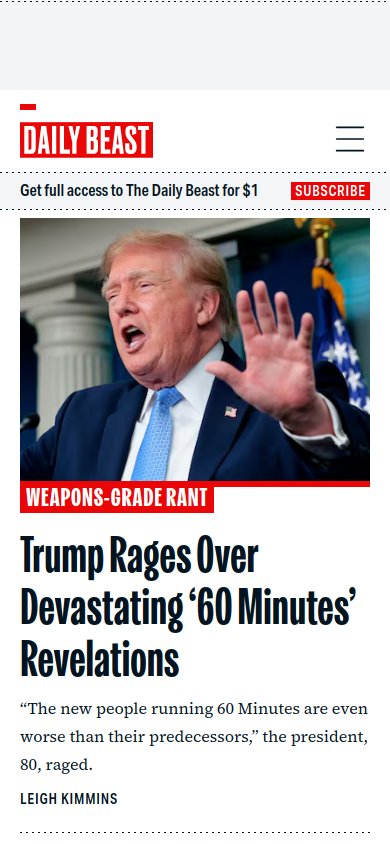 DAILY BEAST
Get full access to The Daily Beast for $1 SUBSCRIBE
WEAPONS-GRADE RANT
Trump Rages Over
Devastating ‘60 Minutes’
Revelations
“The new people running 60 Minutes are even
worse than their predecessors,” the president,
80, raged.
LEIGH KIMMINS